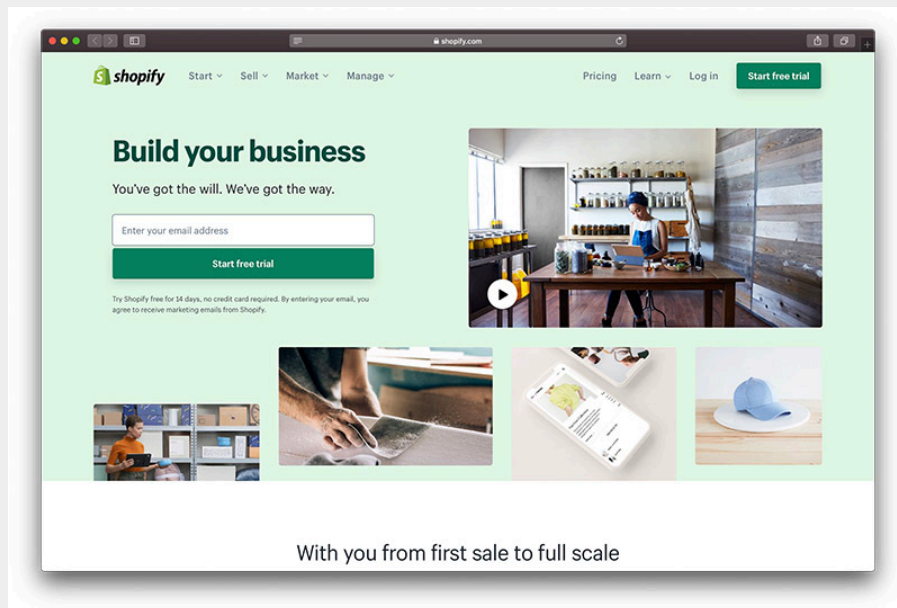 shopify.com
shopify Start Sell Market Manage Pricing Learn Log in Start free trial
Build your business
You've got the will. We've got the way.
Enter your email address
Start free trial
Try Shopify free for 14 days, no credit card required. By entering your email, you
agree to receive marketing emails from Shopify.
With you from first sale to full scale